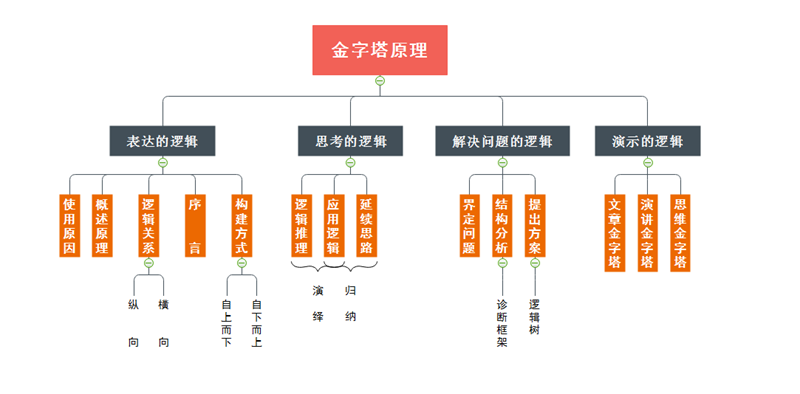 金字塔原理
表达的逻辑
思考的逻辑
解决问题的逻辑
演示的逻辑
使用原因
概述原理
逻辑关系
序言
构建方式
逻辑推理
应用逻辑
延续思路
界定问题
结构分析
提出方案
文章金字塔
演讲金字塔
思维金字塔
纵向
横向
自上而下
自下而上
演绎
归纳
诊断框架
逻辑树